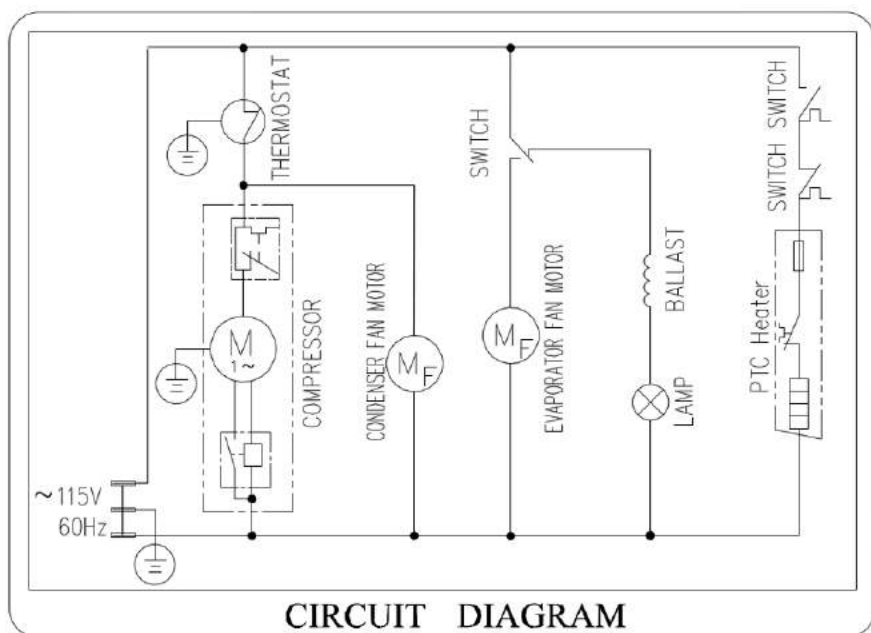 THERMOSTAT
SWITCH
SWITCH
SWITCH
M
1~
COMPRESSOR
CONDENSER FAN MOTOR
MF
EVAPORATOR FAN MOTOR
MF
BALLAST
LAMP
PTC Heater
~115V
60Hz
CIRCUIT DIAGRAM